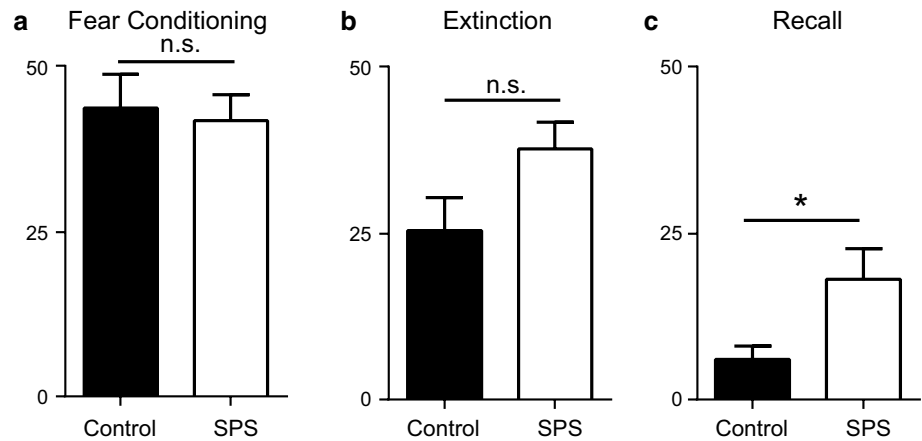 a Fear Conditioning
n.s.
50
25
0
Control SPS
b Extinction
n.s.
50
25
0
Control SPS
c Recall
*
50
25
0
Control SPS